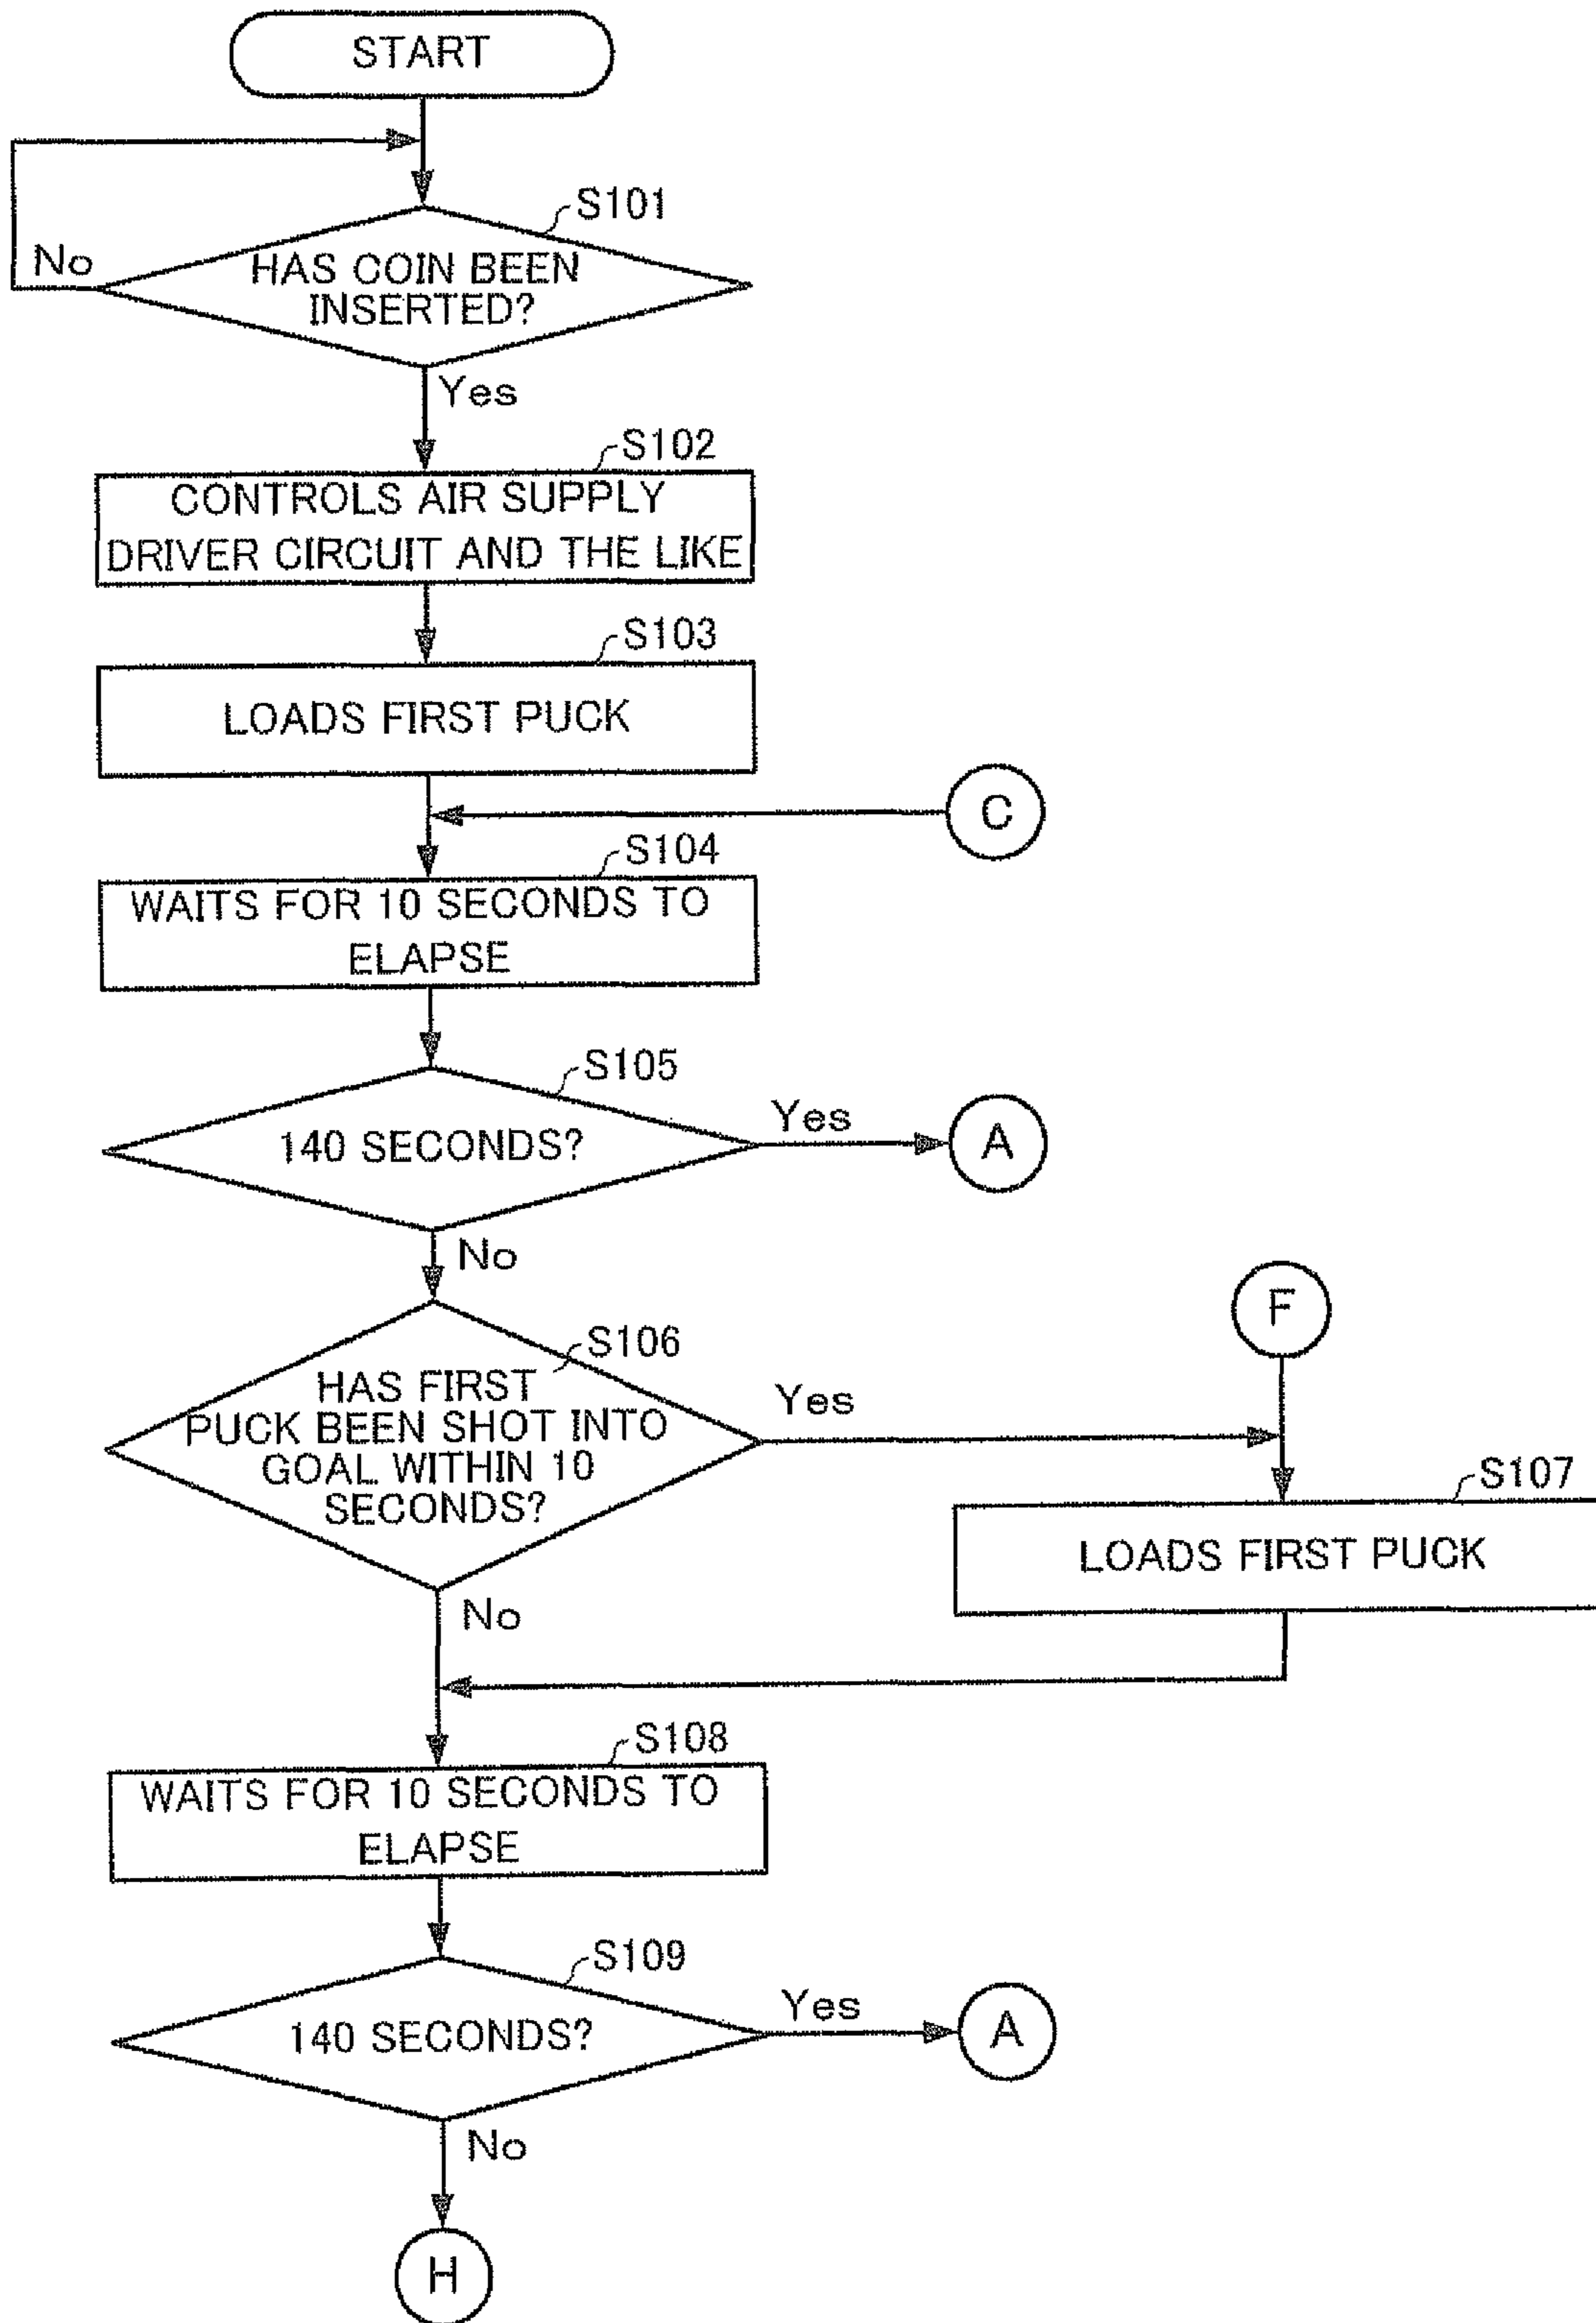 START
S101
No
HAS COIN BEEN
INSERTED?
Yes
S102
CONTROLS AIR SUPPLY
DRIVER CIRCUIT AND THE LIKE
S103
LOADS FIRST PUCK
C
S104
WAITS FOR 10 SECONDS TO
ELAPSE
S105
140 SECONDS?
Yes
A
No
F
S106
HAS FIRST
PUCK BEEN SHOT INTO
GOAL WITHIN 10
SECONDS?
Yes
S107
LOADS FIRST PUCK
No
S108
WAITS FOR 10 SECONDS TO
ELAPSE
S109
140 SECONDS?
Yes
A
No
H